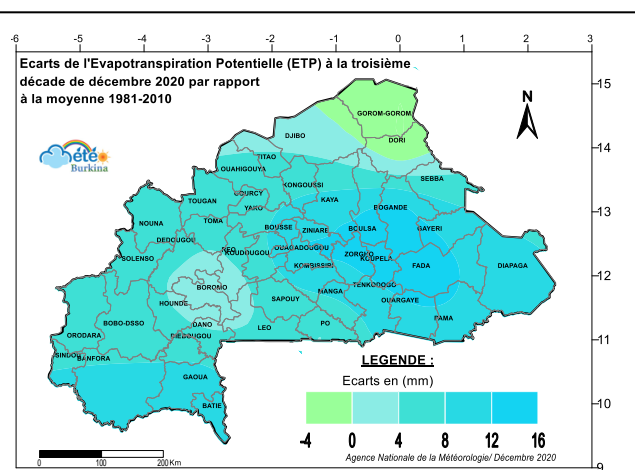 -6 -5 -4 -3 -2 -1 0 1 2 3
Ecarts de l'Evapotranspiration Potentielle (ETP) à la troisième
décade de décembre 2020 par rapport
à la moyenne 1981-2010
15
N
GOROM-GOROM
DJIBO
DORI
14
météo
Burkina
TITAO
OUAHIGOUYA
SEBBA
KONGOUSSI
GOURCY
TOUGAN
KAYA
YAKO
BOGANDE
13
NOUNA
TOMA
BOUSSE
ZINIARE
BOULSA
GAYERI
DEDOUGOU
REO
KOUDOUGOU
OUAGADOUGOU
SOLENSO
ZORGHO
KOUPELA
KOMBISSIRI
FADA
DIAPAGA
12
BOROMO
TENKODOGO
HOUNDE
SAPOUY
MANGA
OUARGAYE
BOBO-DSSO
DANO
LEO
PO
PAMA
ORODARA
DIEBOUGOU
11
SINDOU
BANFORA
LEGENDE :
GAOUA
Ecarts en (mm)
BATIE
10
-4 0 4 8 12 16
0 100 200 Km
Agence Nationale de la Météorologie/ Décembre 2020
9